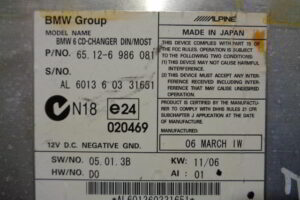 BMW Group
ALPINE
MODEL NAME
BMW 6 CD-CHANGER DIN/MOST
P/NO. 65.12-6 986 081
S/NO.
AL 6013 6 03 31651
MADE IN JAPAN
THIS DEVICE COMPLIES WITH PART 15
OF THE FCC RULES. OPERATION IS
SUBJECT TO THE FOLLOWING TWO CONDITIONS:
(1) THIS DEVICE MAY NOT CAUSE HARMFUL
INTERFERENCE, AND
(2) THIS DEVICE MUST ACCEPT ANY INTER-
FERENCE RECEIVED INCLUDING
INTERFERENCE THAT MAY CAUSE UNDESIRED
OPERATION
N18
e24
020469
PRODUCT IS CERTIFIED BY THE MANUFACTU-
RER TO COMPLY WITH DHHS RULES 21 CFR
SUBCHAPTER J APPLICABLE AT DATE OF
MANUFACTURE.
12V D.C. NEGATIVE GND.
06 MARCH IW
SW/NO. 05.01.3B
KW: 11/06
HW/NO. D0
AI : 01